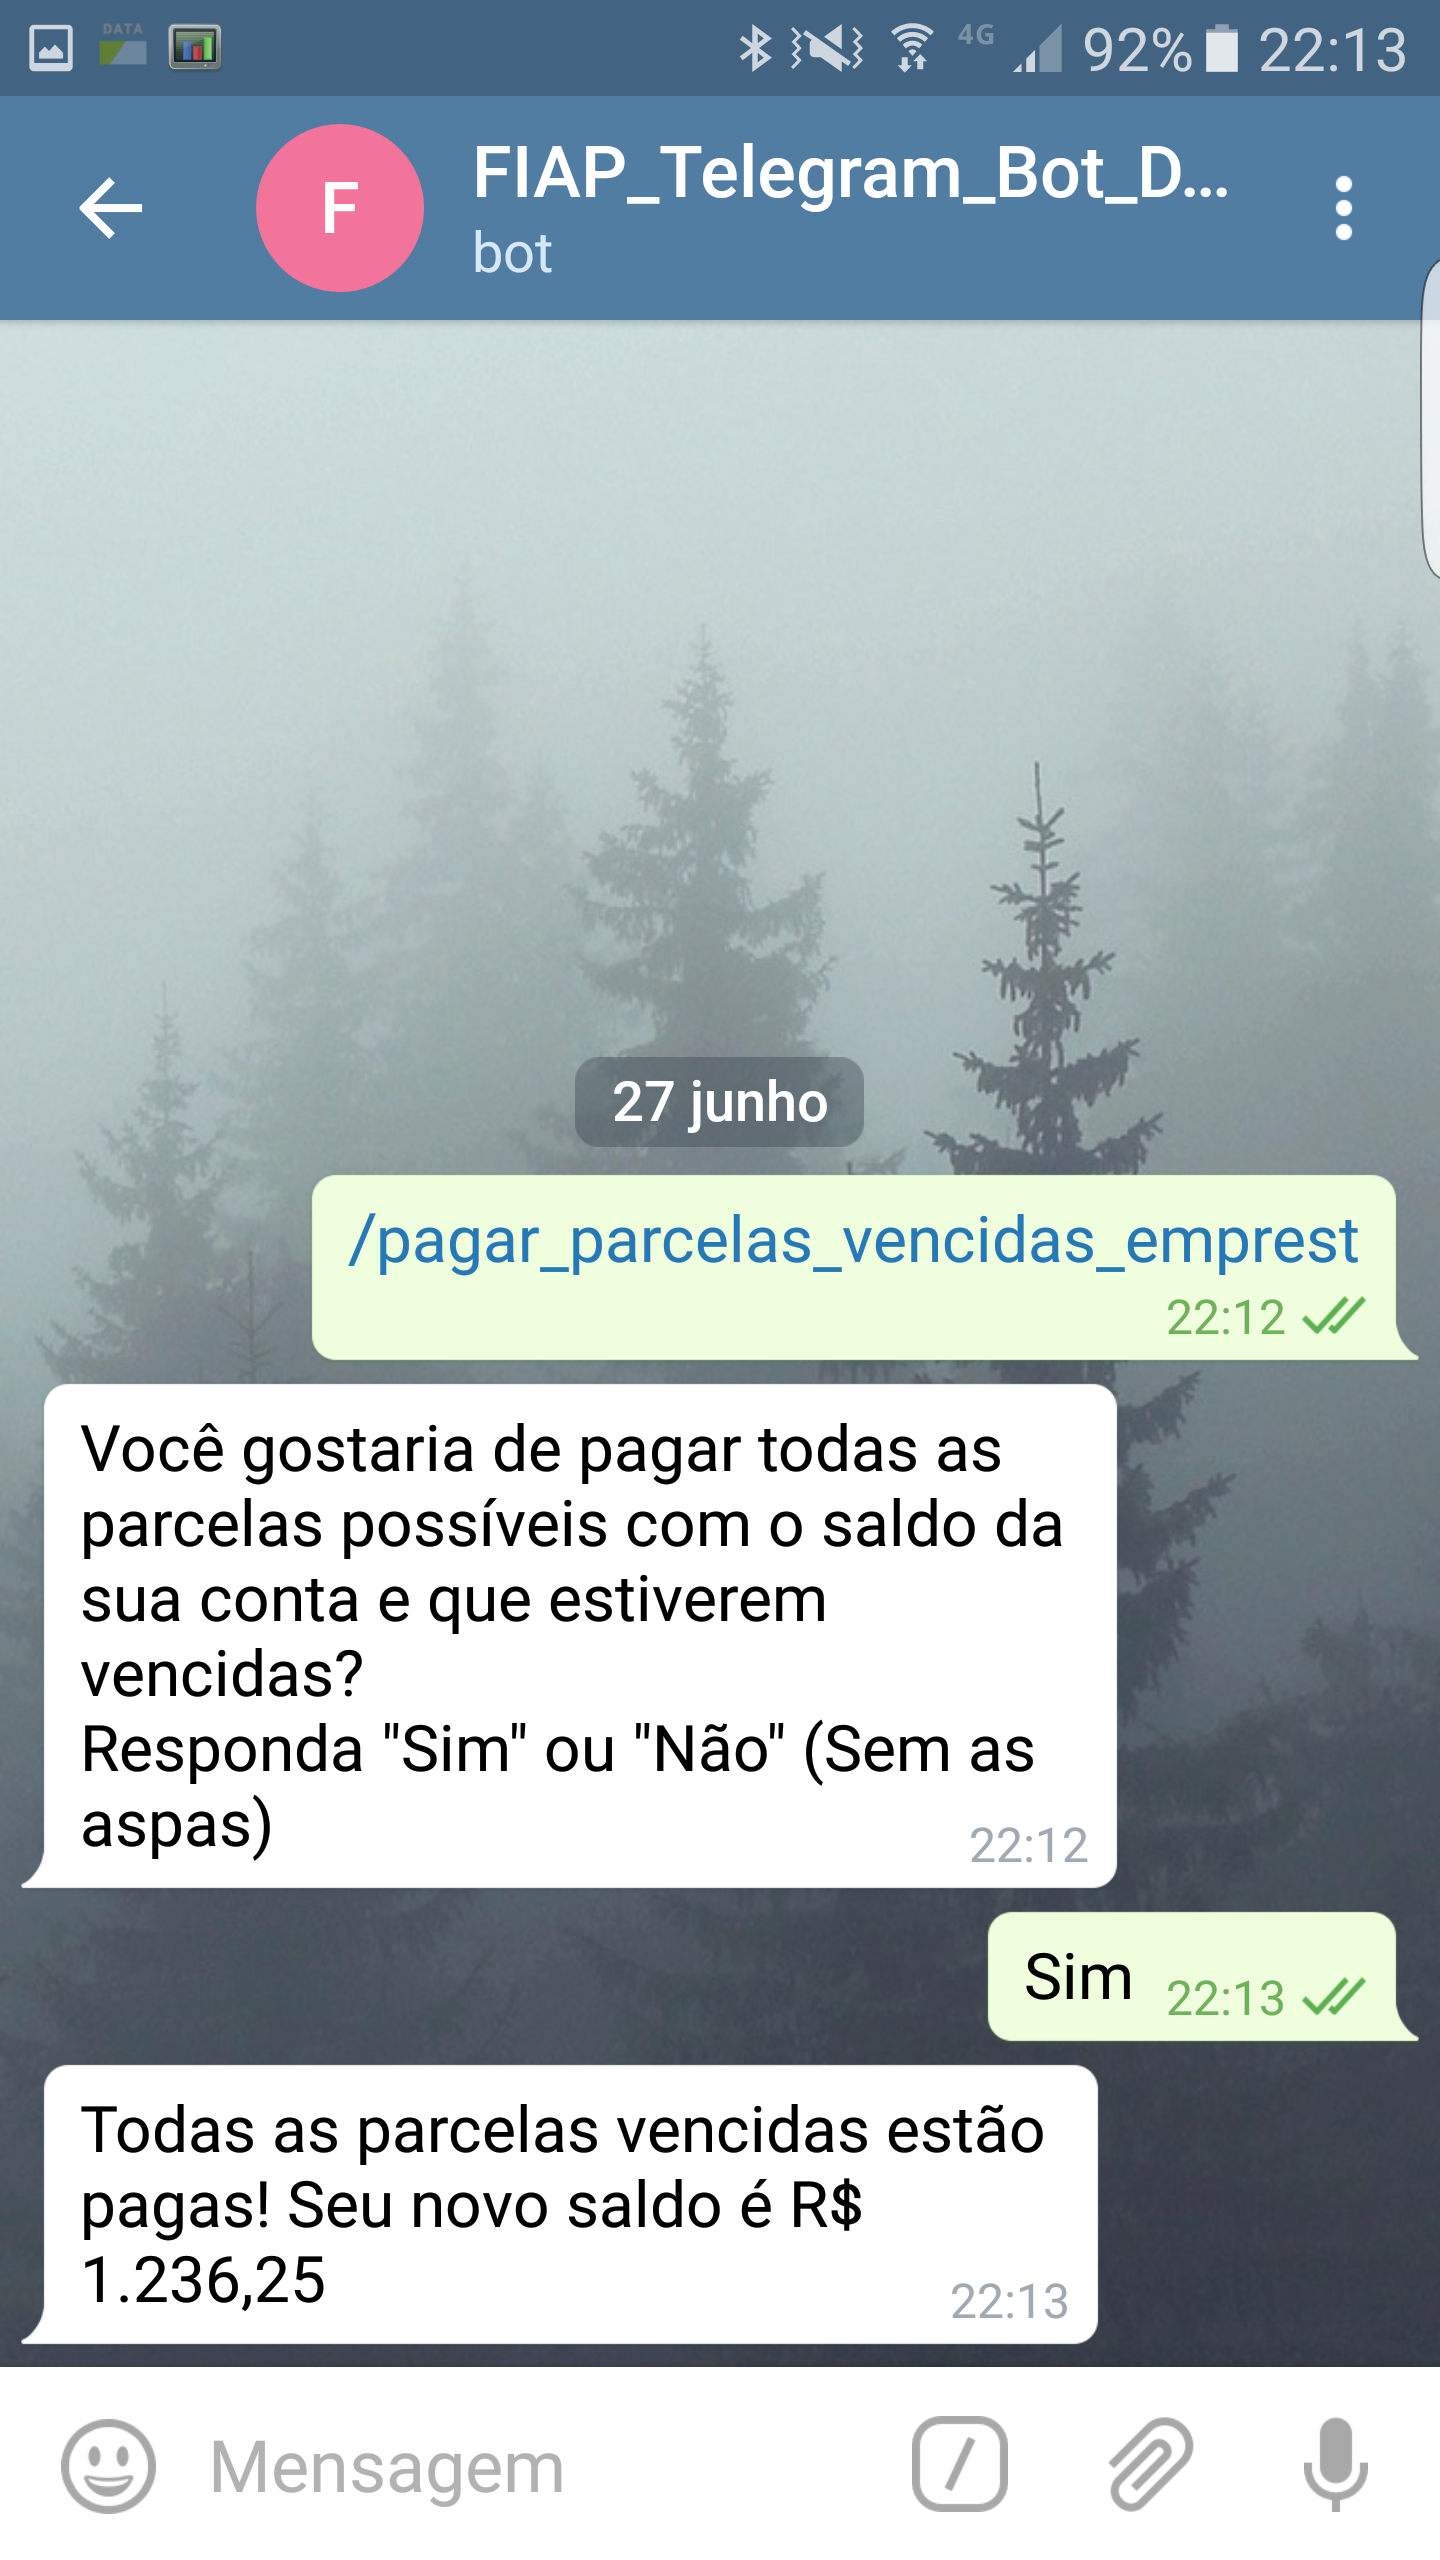 DATA
4G 92% 22:13
F
FIAP_Telegram_Bot_D...
bot
27 junho
/pagar_parcelas_vencidas_emprest
22:12
Você gostaria de pagar todas as
parcelas possíveis com o saldo da
sua conta e que estiverem
vencidas?
Responda "Sim" ou "Não" (Sem as
aspas)
22:12
Sim 22:13
Todas as parcelas vencidas estão
pagas! Seu novo saldo é R$
1.236,25
22:13
Mensagem